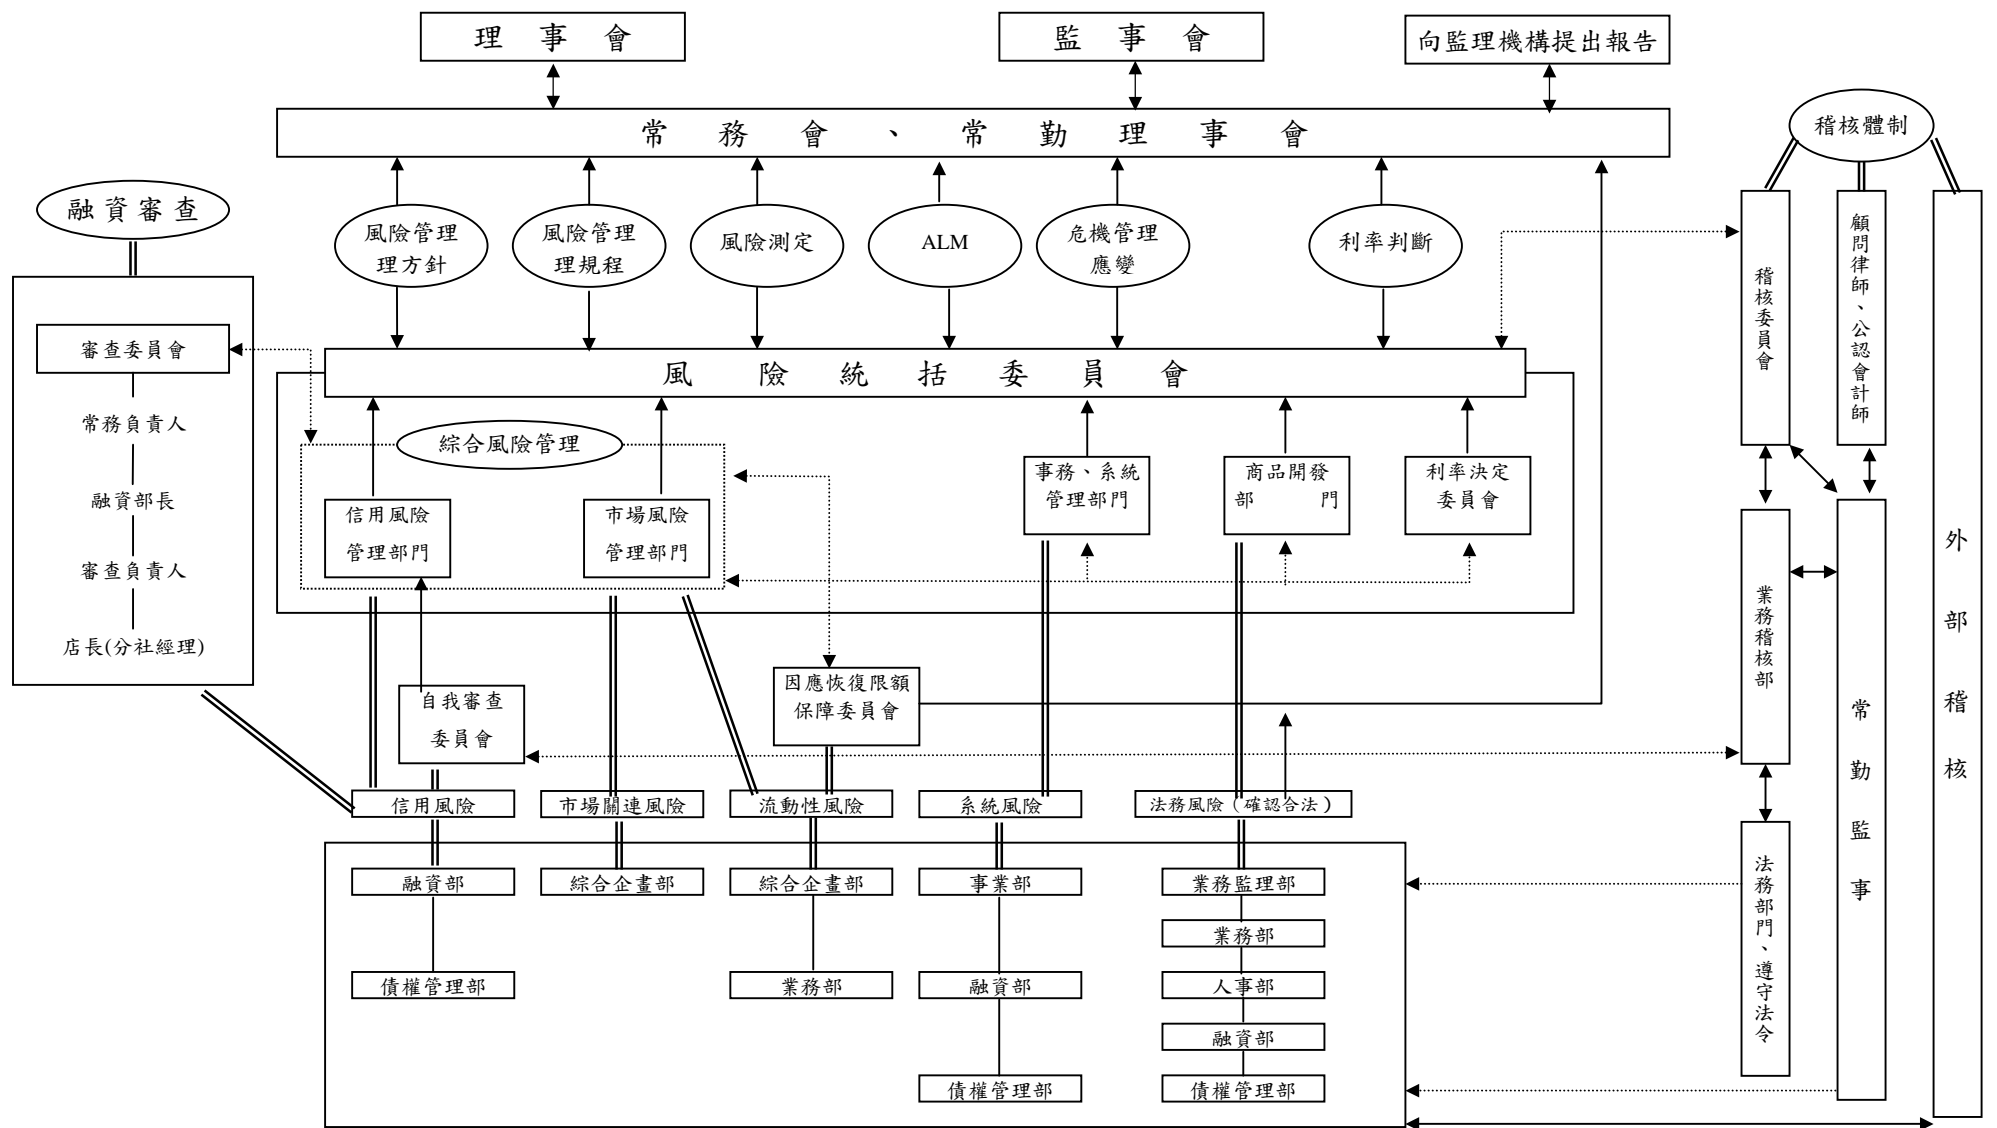 理事會
監事會
向監理機構提出報告
常務會、常勤理事會
稽核體制
融資審查
風險管理
理方針
風險管理
理規程
風險測定
ALM
危機管理
應變
利率判斷
稽核委員會
顧問律師、公認會計師
外部稽核
審查委員會
常務負責人
融資部長
審查負責人
店長(分社經理)
風險統括委員會
綜合風險管理
信用風險
管理部門
市場風險
管理部門
事務、系統
管理部門
商品開發
部門
利率決定
委員會
業務稽核部
常勤監事
自我審查
委員會
因應恢復限額
保障委員會
信用風險
市場關連風險
流動性風險
系統風險
法務風險（確認合法）
法務部門、遵守法令
融資部
綜合企畫部
綜合企畫部
事業部
業務監理部
業務部
債權管理部
業務部
融資部
人事部
融資部
債權管理部
債權管理部